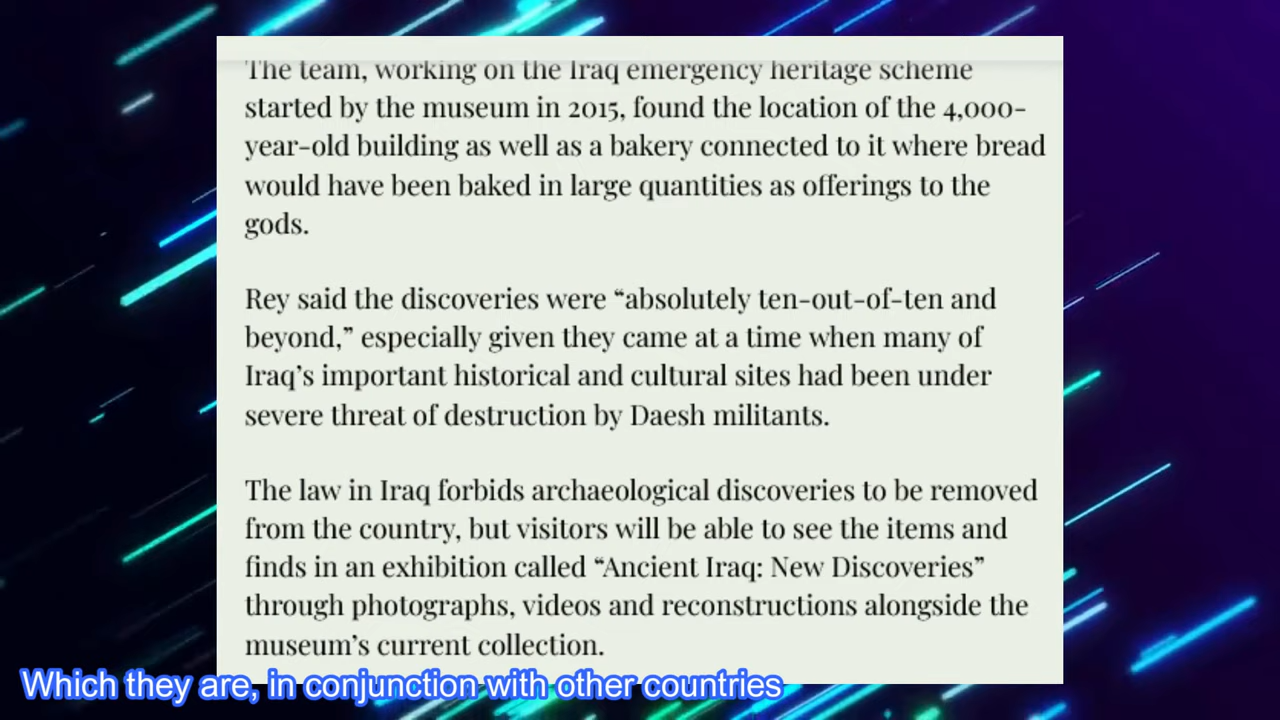 The team, working on the Iraq emergency heritage scheme
started by the museum in 2015, found the location of the 4,000-
year-old building as well as a bakery connected to it where bread
would have been baked in large quantities as offerings to the
gods.
Rey said the discoveries were “absolutely ten-out-of-ten and
beyond,” especially given they came at a time when many of
Iraq’s important historical and cultural sites had been under
severe threat of destruction by Daesh militants.
The law in Iraq forbids archaeological discoveries to be removed
from the country, but visitors will be able to see the items and
finds in an exhibition called “Ancient Iraq: New Discoveries”
through photographs, videos and reconstructions alongside the
museum’s current collection.
Which they are, in conjunction with other countries